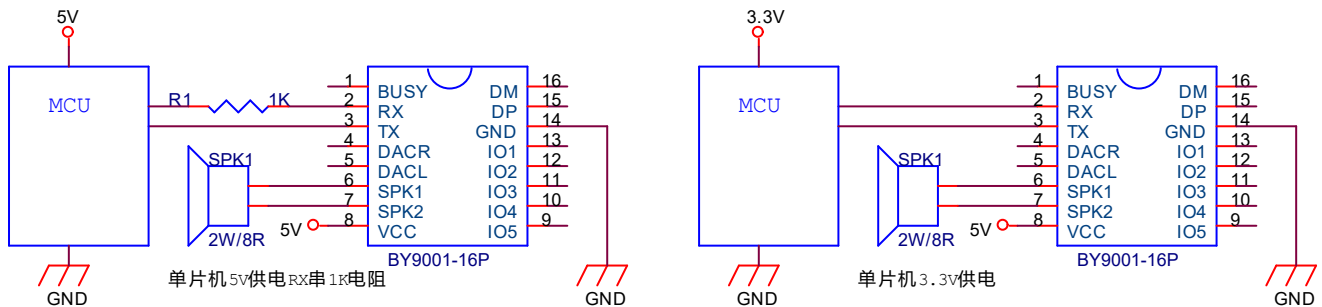 5V
MCU
R1 1K
1 BUSY DM 16
2 RX DP 15
3 TX GND 14
4 DACR IO1 13
5 DACL IO2 12
6 SPK1 IO3 11
7 SPK2 IO4 10
8 VCC IO5 9
SPK1
2W/8R
5V
BY9001-16P
单片机5V供电RX串1K电阻
GND
GND
3.3V
MCU
1 BUSY DM 16
2 RX DP 15
3 TX GND 14
4 DACR IO1 13
5 DACL IO2 12
6 SPK1 IO3 11
7 SPK2 IO4 10
8 VCC IO5 9
SPK1
2W/8R
5V
BY9001-16P
单片机3.3V供电
GND
GND